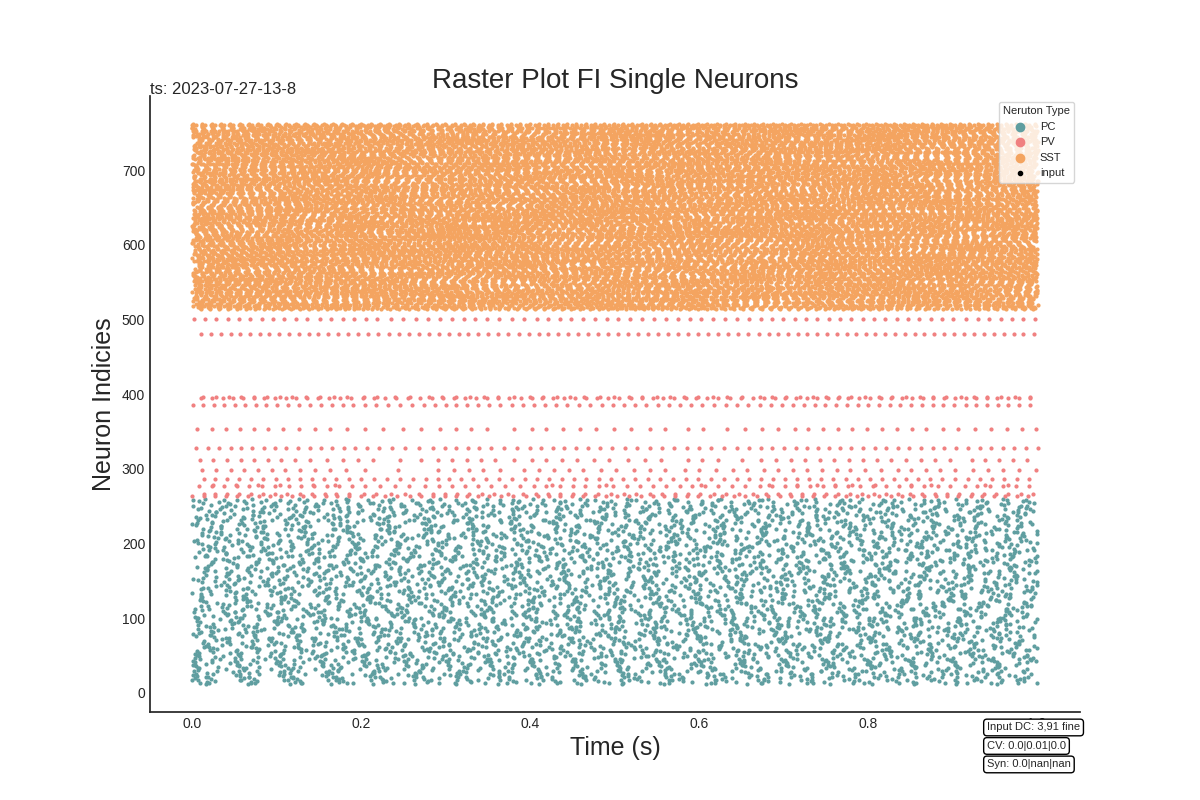 Raster Plot FI Single Neurons
ts: 2023-07-27-13-8
Neruton Type
PC
PV
SST
input
Neuron Indicies
700
600
500
400
300
200
100
0
0.0 0.2 0.4 0.6 0.8
Time (s)
Input DC: 3,91 fine
CV: 0.0|0.01|0.0
Syn: 0.0|nan|nan